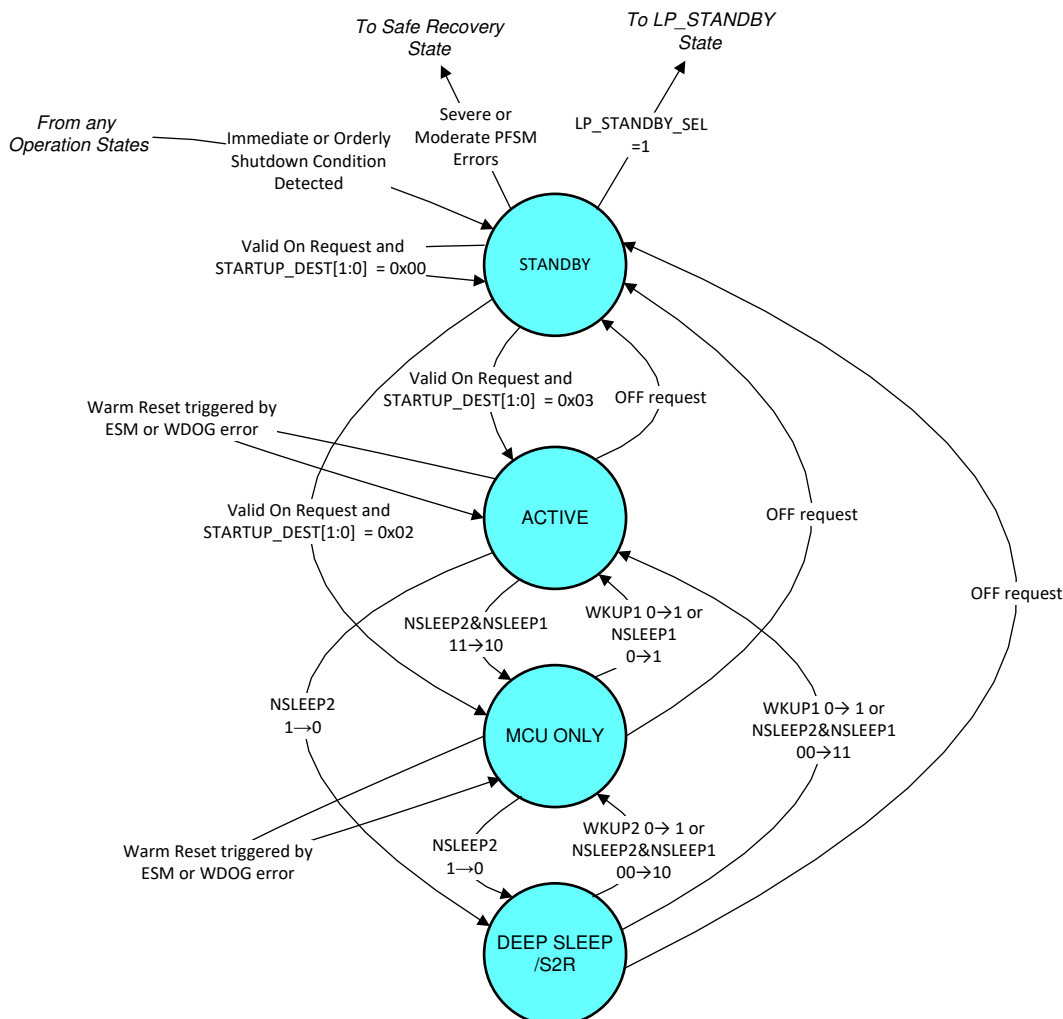 To Safe Recovery
State
To LP_STANDBY
State
From any
Operation States
Immediate or Orderly
Shutdown Condition
Detected
Severe or
Moderate PFSM
Errors
LP_STANDBY_SEL
=1
Valid On Request and
STARTUP_DEST[1:0] = 0x00
STANDBY
Valid On Request and
STARTUP_DEST[1:0] = 0x03
OFF request
Warm Reset triggered by
ESM or WDOG error
Valid On Request and
STARTUP_DEST[1:0] = 0x02
ACTIVE
OFF request
OFF request
NSLEEP2&NSLEEP1
11→10
WKUP1 0→1 or
NSLEEP1
0→1
NSLEEP2
1→0
MCU ONLY
WKUP1 0→ 1 or
NSLEEP2&NSLEEP1
00→11
Warm Reset triggered by
ESM or WDOG error
NSLEEP2
1→0
WKUP2 0→ 1 or
NSLEEP2&NSLEEP1
00→10
DEEP SLEEP
/S2R